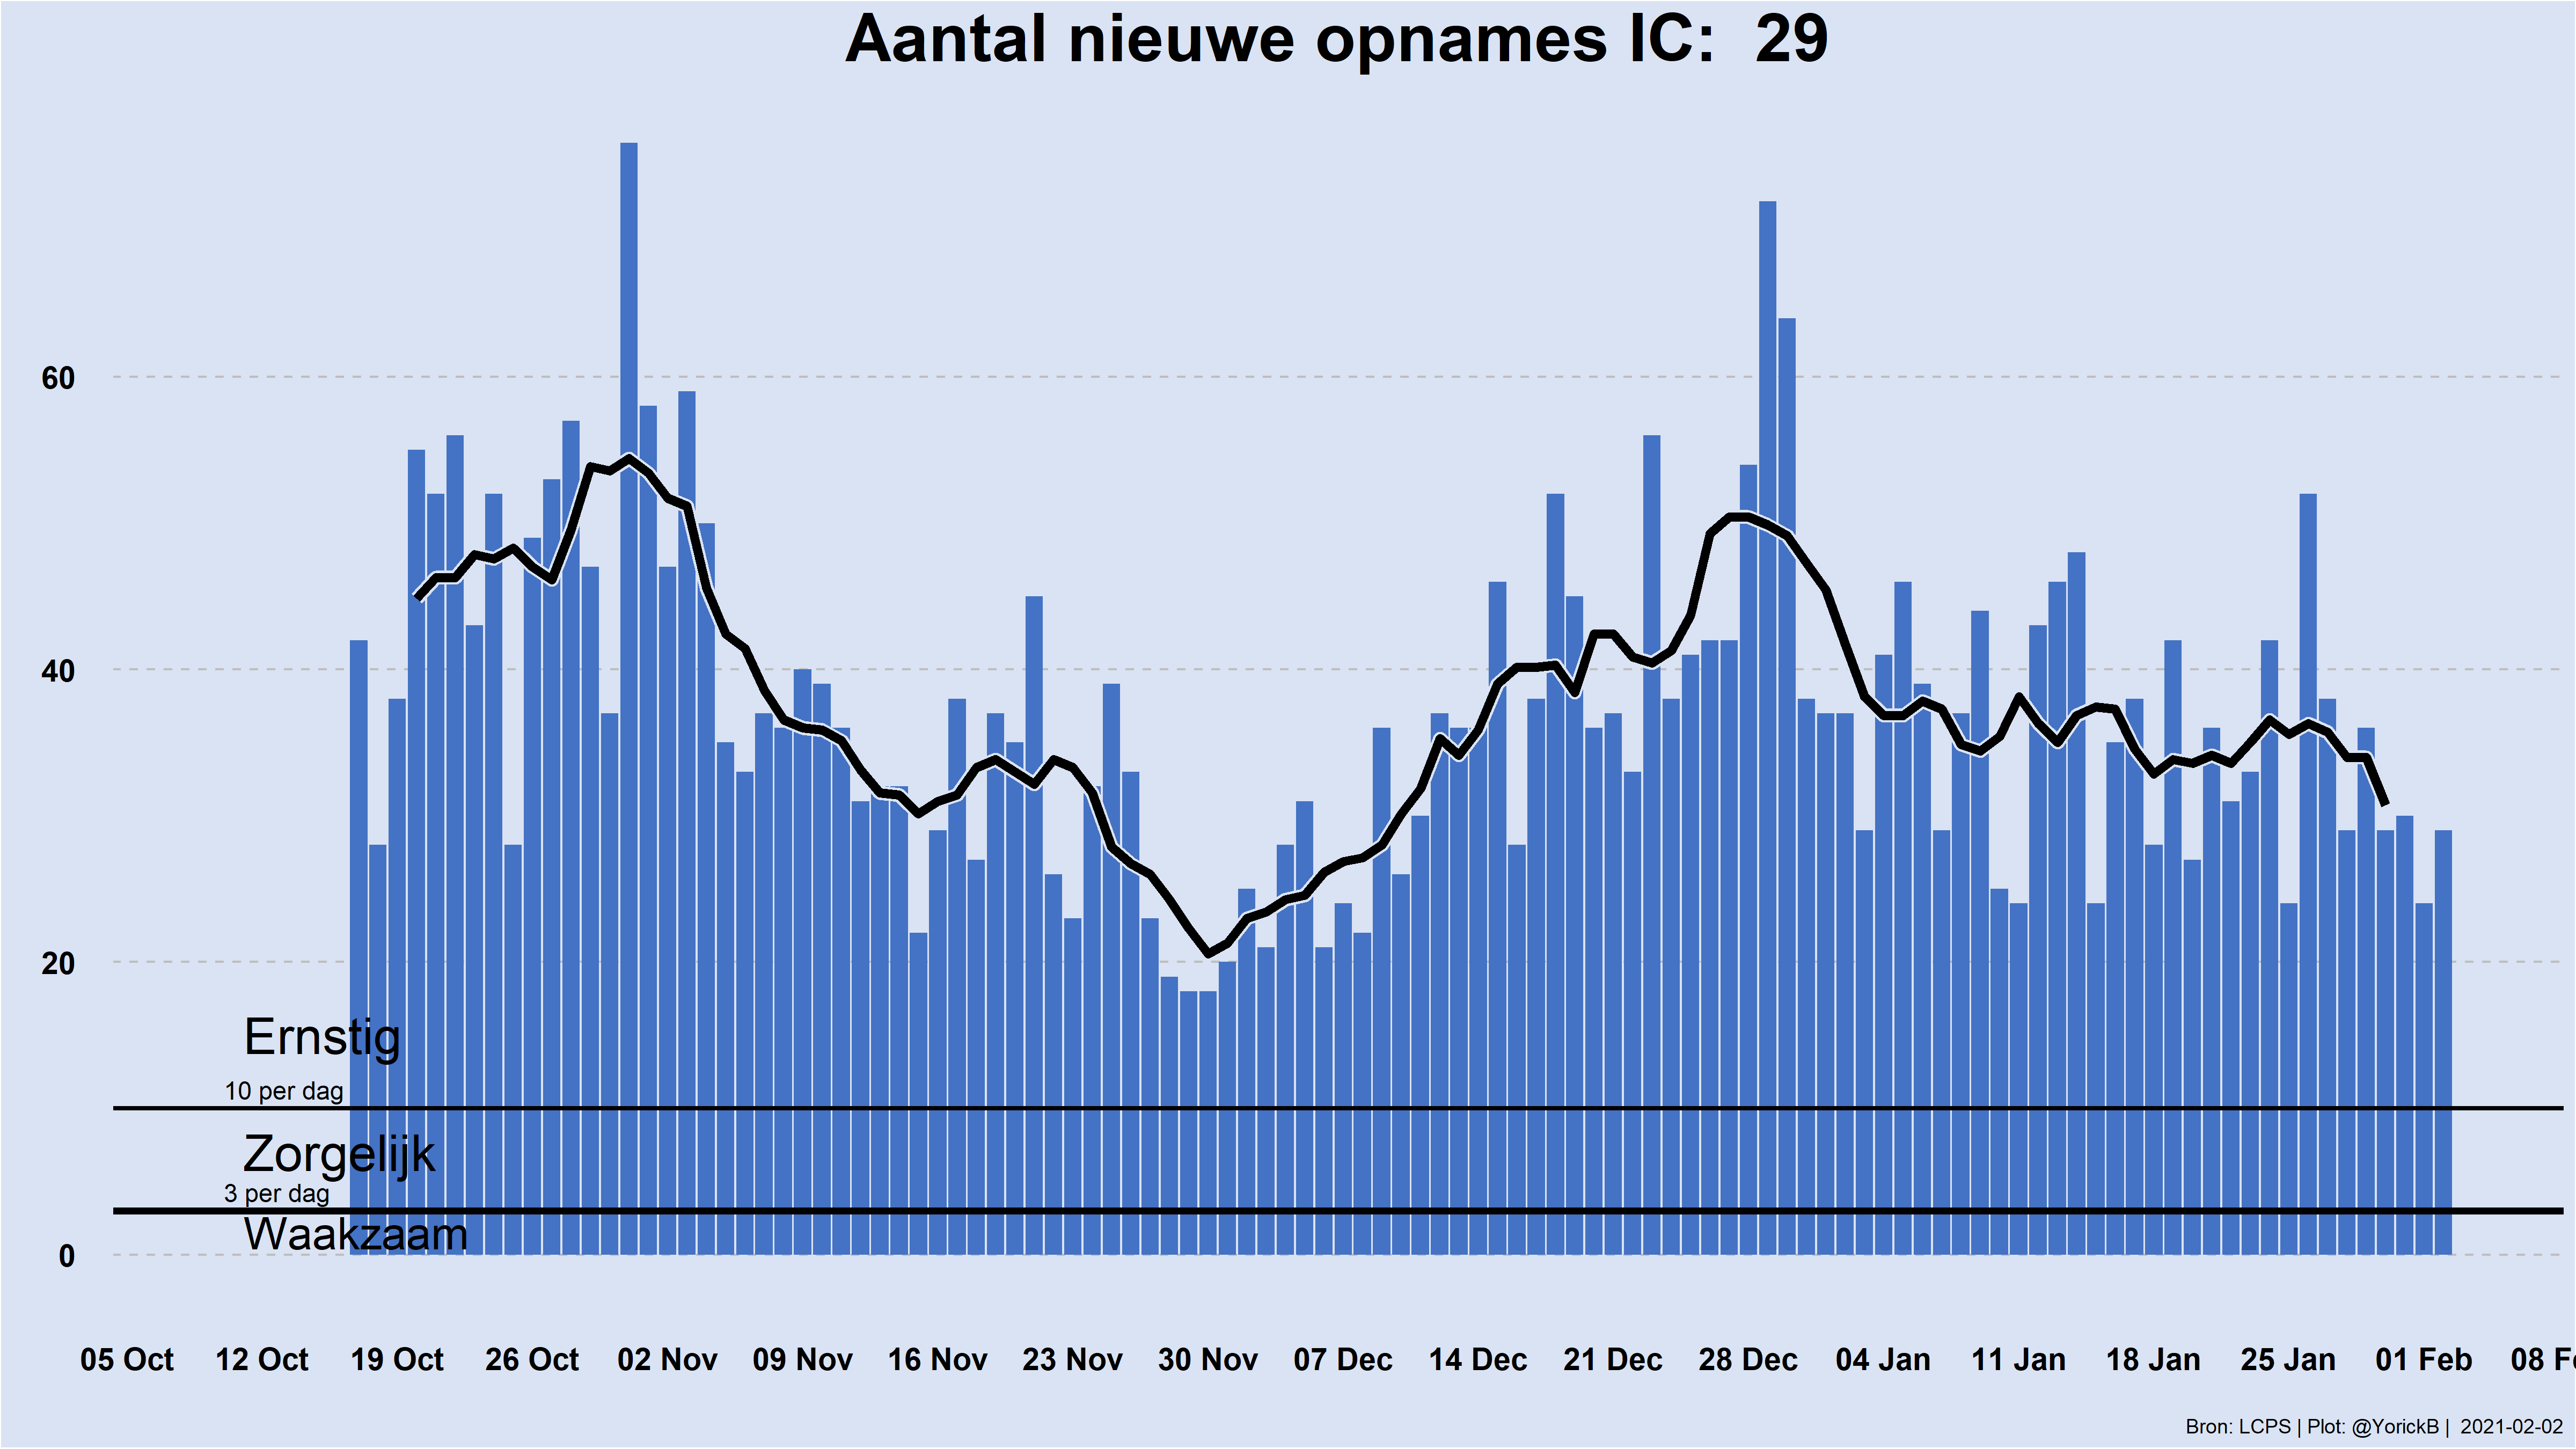 Aantal nieuwe opnames IC:  29
60
40
20
Ernstig
10 per dag
Zorgelijk
3 per dag
Waakzaam
0
05 Oct 12 Oct 19 Oct 26 Oct 02 Nov 09 Nov 16 Nov 23 Nov 30 Nov 07 Dec 14 Dec 21 Dec 28 Dec 04 Jan 11 Jan 18 Jan 25 Jan 01 Feb 08 Fe
Bron: LCPS | Plot: @YorickB |  2021-02-02